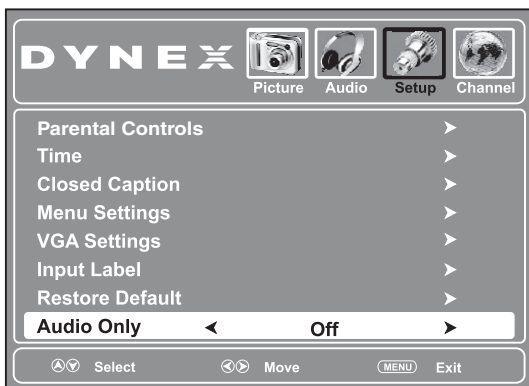 DYNEX
Picture Audio Setup Channel
Parental Controls
Time
Closed Caption
Menu Settings
VGA Settings
Input Label
Restore Default
Audio Only Off
Select Move MENU Exit